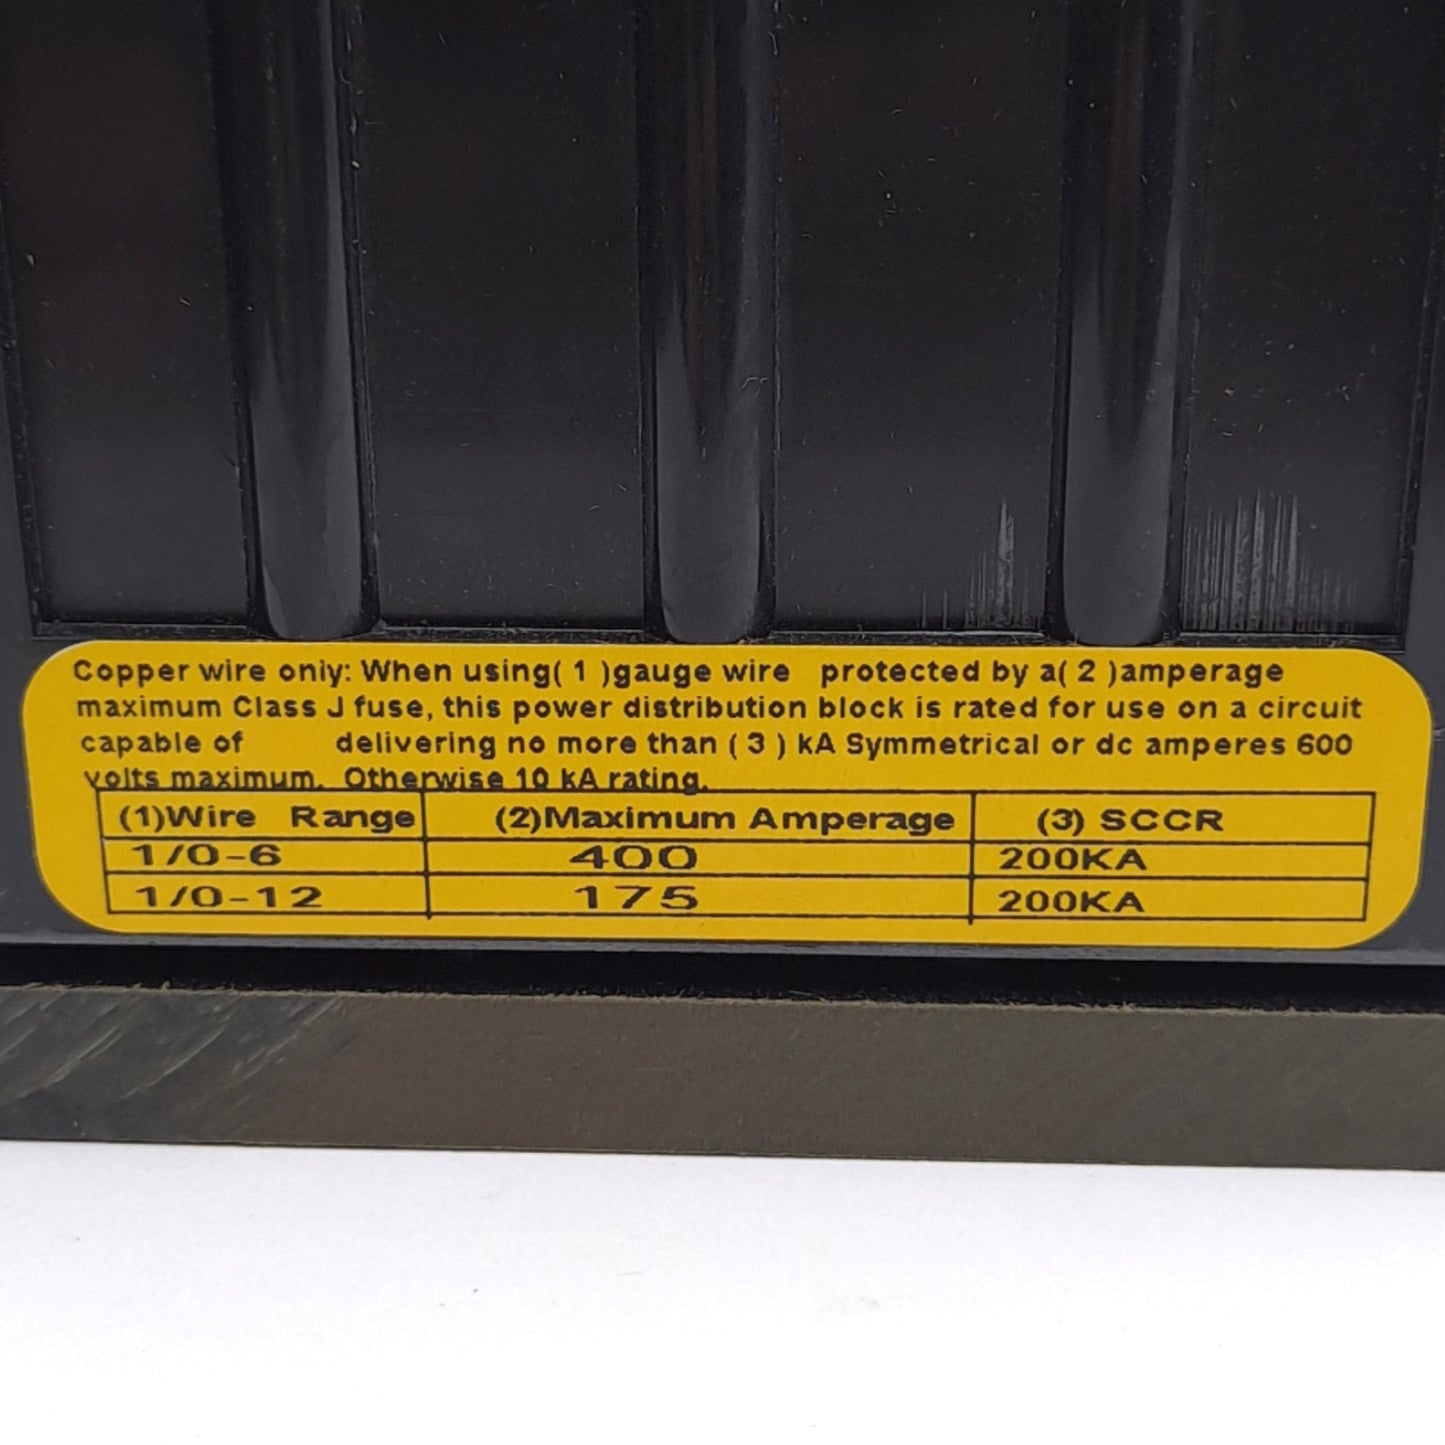 Copper wire only: When using( 1 )gauge wire protected by a( 2 )amperage
maximum Class J fuse, this power distribution block is rated for use on a circuit
capable of delivering no more than ( 3 ) kA Symmetrical or dc amperes 600
volts maximum. Otherwise 10 kA rating.
(1)Wire Range (2)Maximum Amperage (3) SCCR
1/0-6 400 200KA
1/0-12 175 200KA